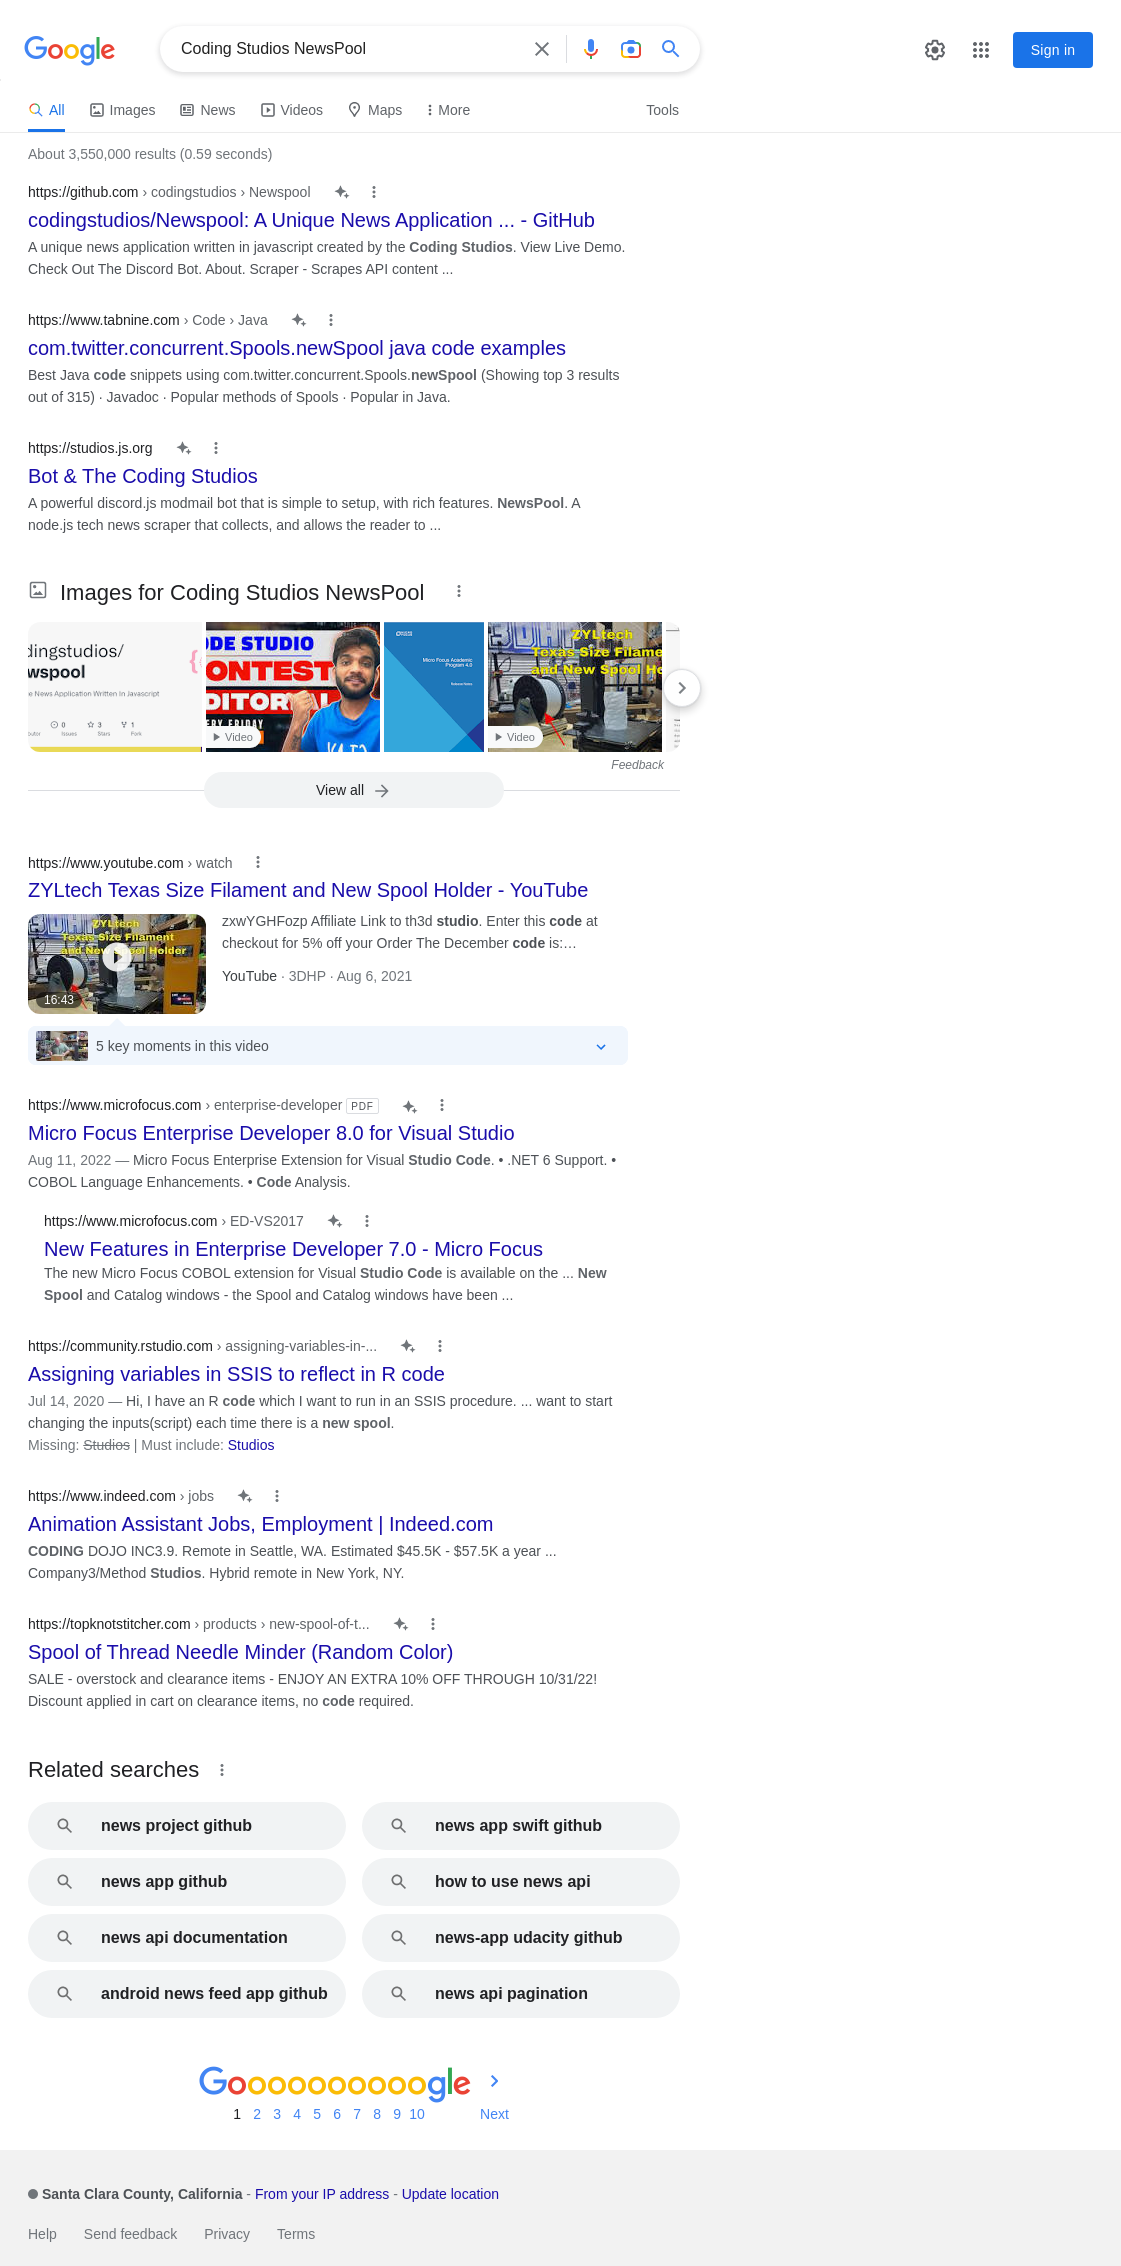 Google
Coding Studios NewsPool
Sign in
All
Images
News
Videos
Maps
More
Tools
About 3,550,000 results (0.59 seconds)
https://github.com › codingstudios › Newspool
codingstudios/Newspool: A Unique News Application ... - GitHub
A unique news application written in javascript created by the Coding Studios. View Live Demo.
Check Out The Discord Bot. About. Scraper - Scrapes API content ...
https://www.tabnine.com › Code › Java
com.twitter.concurrent.Spools.newSpool java code examples
Best Java code snippets using com.twitter.concurrent.Spools.newSpool (Showing top 3 results
out of 315) · Javadoc · Popular methods of Spools · Popular in Java.
https://studios.js.org
Bot & The Coding Studios
A powerful discord.js modmail bot that is simple to setup, with rich features. NewsPool. A
node.js tech news scraper that collects, and allows the reader to ...
Images for Coding Studios NewsPool
dingstudios/
wspool
e News Application Written In Javascript
0
3
1
Issues
Stars
Fork
ODE STUDIO
ONTEST
DITORIAL
ERY FRIDAY
Video
Micro Focus Academic
Program 4.0
Release Notes
ZYLtech
Texas Size Filame
and New Spool Ho
Video
Feedback
View all
https://www.youtube.com › watch
ZYLtech Texas Size Filament and New Spool Holder - YouTube
ZYLtech
Texas Size Filament
and New Spool Holder
16:43
zxwYGHFozp Affiliate Link to th3d studio. Enter this code at
checkout for 5% off your Order The December code is:…
YouTube · 3DHP · Aug 6, 2021
5 key moments in this video
https://www.microfocus.com › enterprise-developer PDF
Micro Focus Enterprise Developer 8.0 for Visual Studio
Aug 11, 2022 — Micro Focus Enterprise Extension for Visual Studio Code. • .NET 6 Support. •
COBOL Language Enhancements. • Code Analysis.
https://www.microfocus.com › ED-VS2017
New Features in Enterprise Developer 7.0 - Micro Focus
The new Micro Focus COBOL extension for Visual Studio Code is available on the ... New
Spool and Catalog windows - the Spool and Catalog windows have been ...
https://community.rstudio.com › assigning-variables-in-...
Assigning variables in SSIS to reflect in R code
Jul 14, 2020 — Hi, I have an R code which I want to run in an SSIS procedure. ... want to start
changing the inputs(script) each time there is a new spool.
Missing: Studios | Must include: Studios
https://www.indeed.com › jobs
Animation Assistant Jobs, Employment | Indeed.com
CODING DOJO INC3.9. Remote in Seattle, WA. Estimated $45.5K - $57.5K a year ...
Company3/Method Studios. Hybrid remote in New York, NY.
https://topknotstitcher.com › products › new-spool-of-t...
Spool of Thread Needle Minder (Random Color)
SALE - overstock and clearance items - ENJOY AN EXTRA 10% OFF THROUGH 10/31/22!
Discount applied in cart on clearance items, no code required.
Related searches
news project github
news app swift github
news app github
how to use news api
news api documentation
news-app udacity github
android news feed app github
news api pagination
Goooooooooogle
1 2 3 4 5 6 7 8 9 10 Next
Santa Clara County, California - From your IP address - Update location
Help
Send feedback
Privacy
Terms